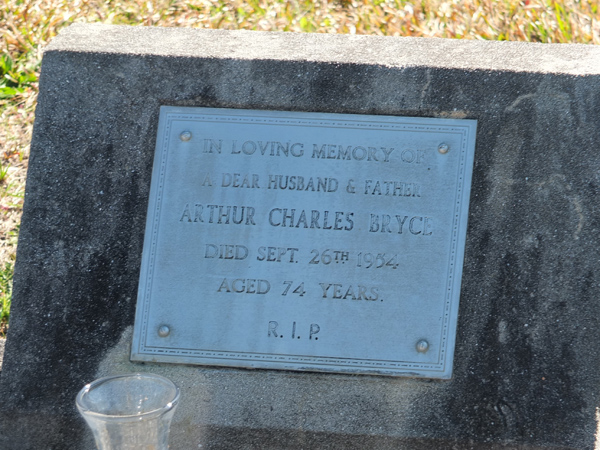 IN LOVING MEMORY OF
A DEAR HUSBAND & FATHER
ARTHUR CHARLES BRYCE
DIED SEPT. 26TH 1954
AGED 74 YEARS.
R. I. P.